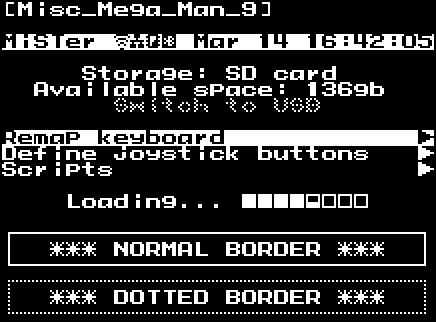 [Misc_Mega_Man_9]
MiSTer Mar 14 16:42:05
Storage: SD card
Available space: 136Gb
Switch to USB
Remap keyboard
Define joystick buttons
Scripts
Loading...
*** NORMAL BORDER ***
*** DOTTED BORDER ***